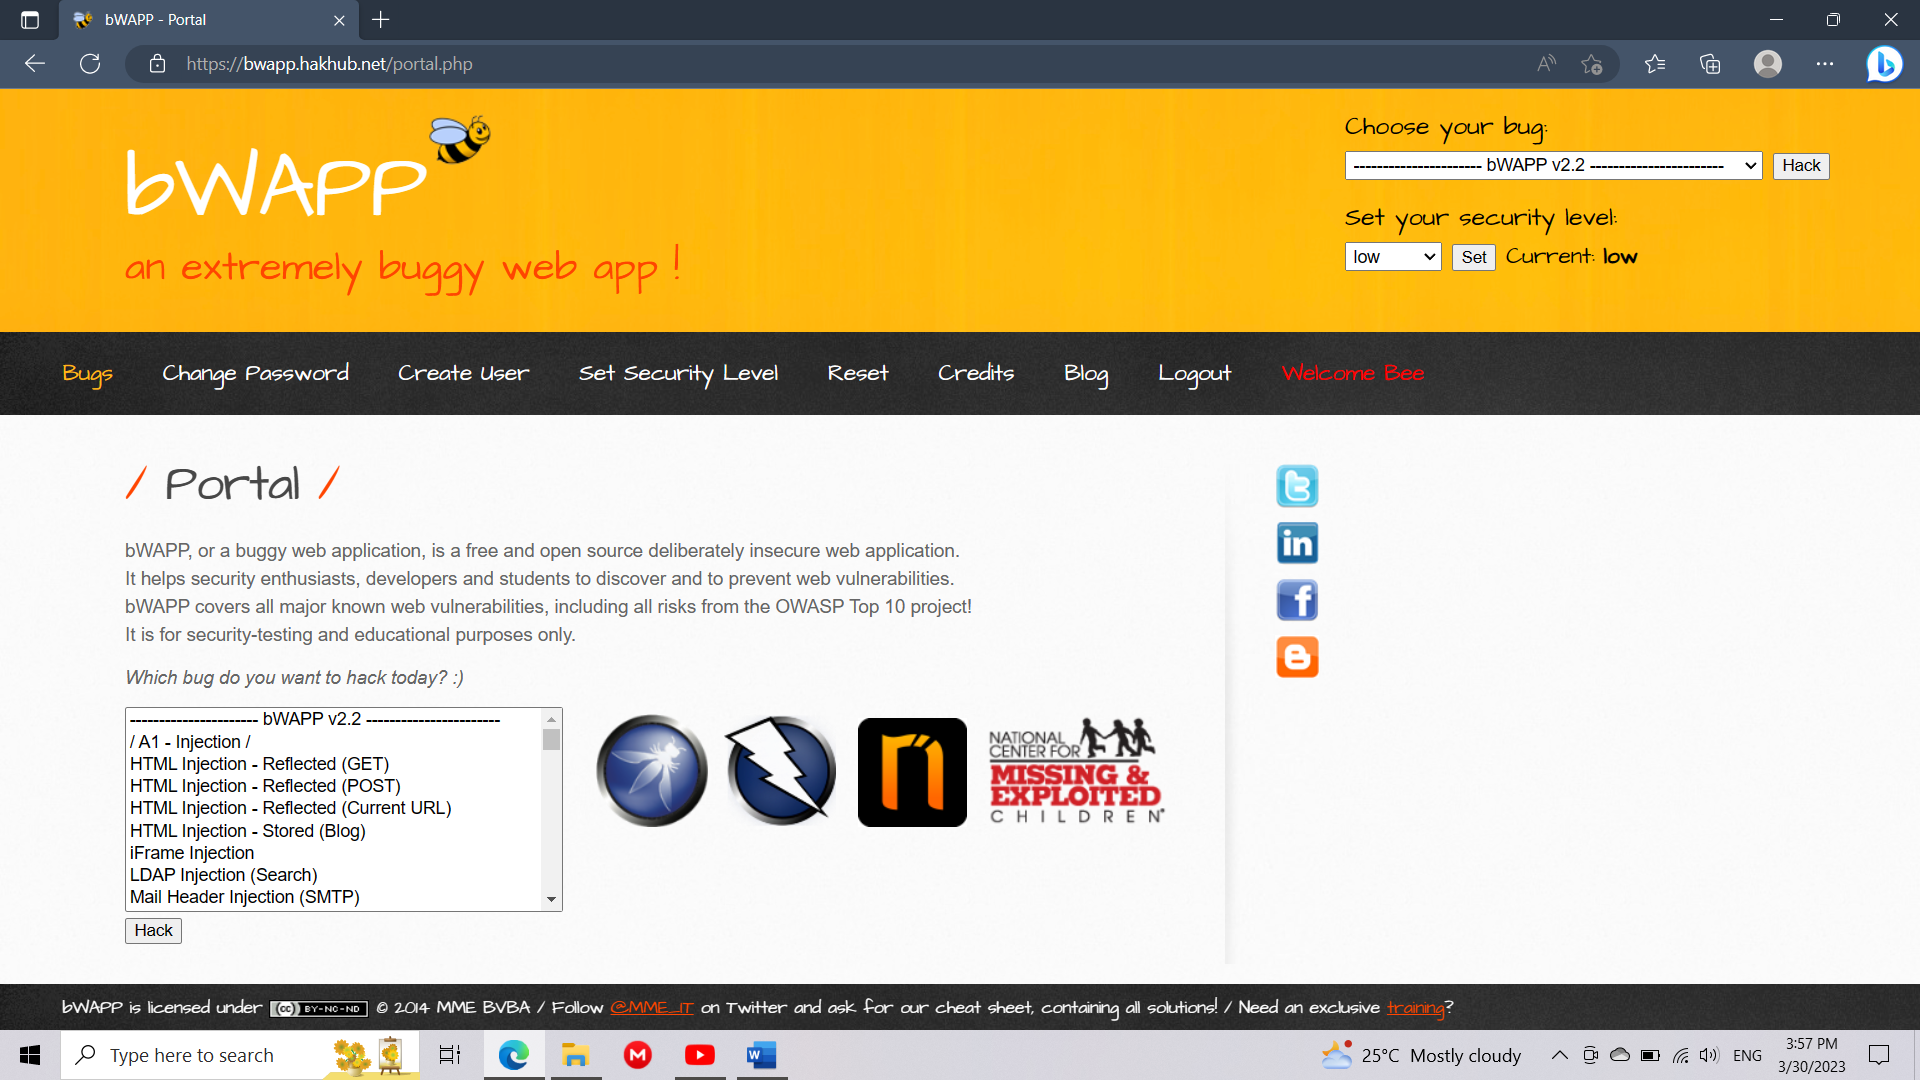 bWAPP - Portal
https://bwapp.hakhub.net/portal.php
bWAPP
an extremely buggy web app !
Choose your bug:
---------------------- bWAPP v2.2 -----------------------
Hack
Set your security level:
low
Set
Current: low
Bugs
Change Password
Create User
Set Security Level
Reset
Credits
Blog
Logout
Welcome Bee
/ Portal /
bWAPP, or a buggy web application, is a free and open source deliberately insecure web application.
It helps security enthusiasts, developers and students to discover and to prevent web vulnerabilities.
bWAPP covers all major known web vulnerabilities, including all risks from the OWASP Top 10 project!
It is for security-testing and educational purposes only.
Which bug do you want to hack today? :)
---------------------- bWAPP v2.2 -----------------------
/ A1 - Injection /
HTML Injection - Reflected (GET)
HTML Injection - Reflected (POST)
HTML Injection - Reflected (Current URL)
HTML Injection - Stored (Blog)
iFrame Injection
LDAP Injection (Search)
Mail Header Injection (SMTP)
Hack
NATIONAL
CENTER FOR
MISSING &
EXPLOITED
CHILDREN®
bWAPP is licensed under (cc) BY-NC-ND © 2014 MME BVBA / Follow @MME_IT on Twitter and ask for our cheat sheet, containing all solutions! / Need an exclusive training?
Type here to search
25°C Mostly cloudy
ENG
3:57 PM
3/30/2023